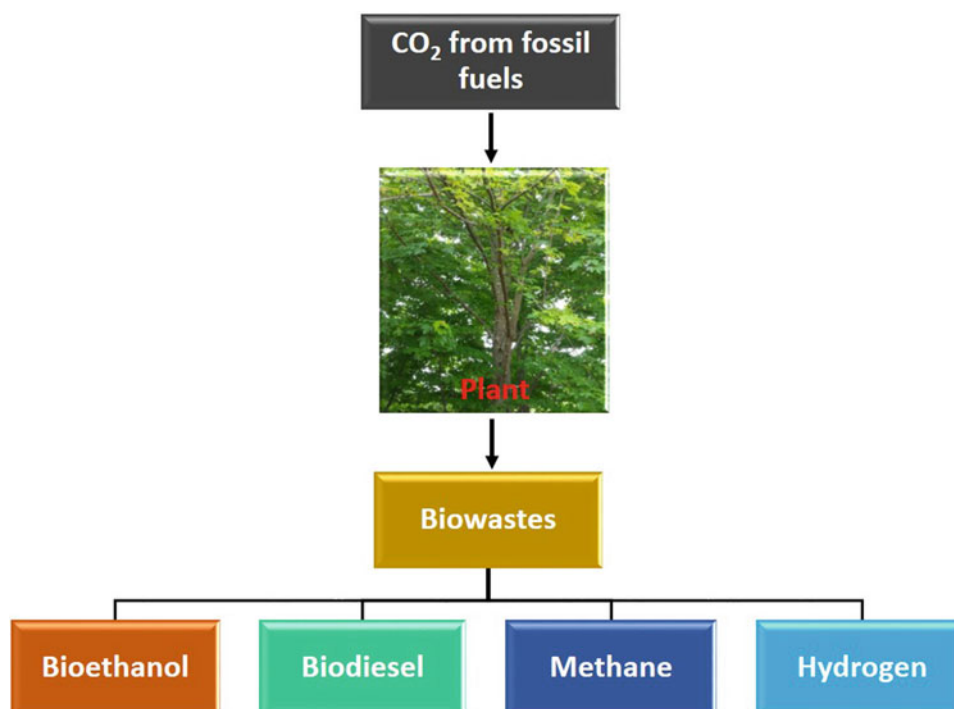 CO₂ from fossil
fuels
Plant
Biowastes
Bioethanol
Biodiesel
Methane
Hydrogen